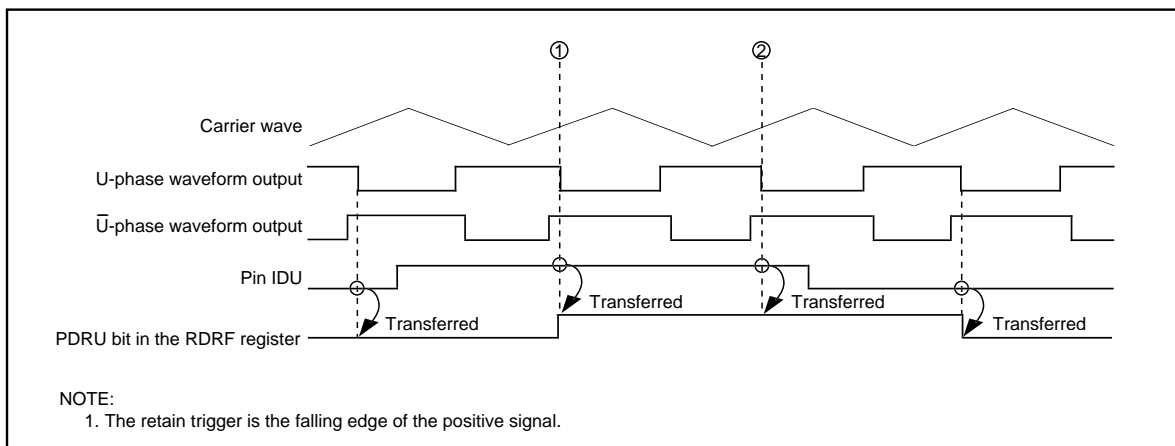 ① ②
Carrier wave
U-phase waveform output
U̅-phase waveform output
Pin IDU
Transferred Transferred
Transferred Transferred
PDRU bit in the RDRF register
NOTE:
1. The retain trigger is the falling edge of the positive signal.